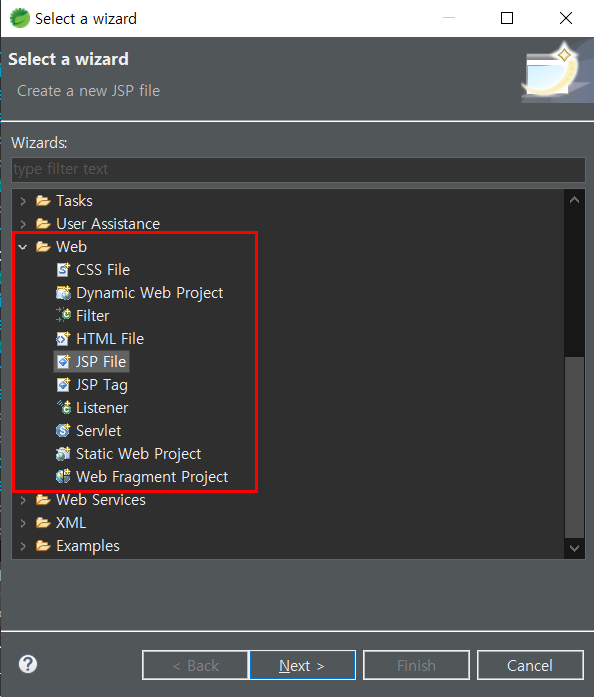 Select a wizard
Select a wizard
Create a new JSP file
Wizards:
type filter text
Tasks
User Assistance
Web
CSS File
Dynamic Web Project
Filter
HTML File
JSP File
JSP Tag
Listener
Servlet
Static Web Project
Web Fragment Project
Web Services
XML
Examples
? < Back Next > Finish Cancel